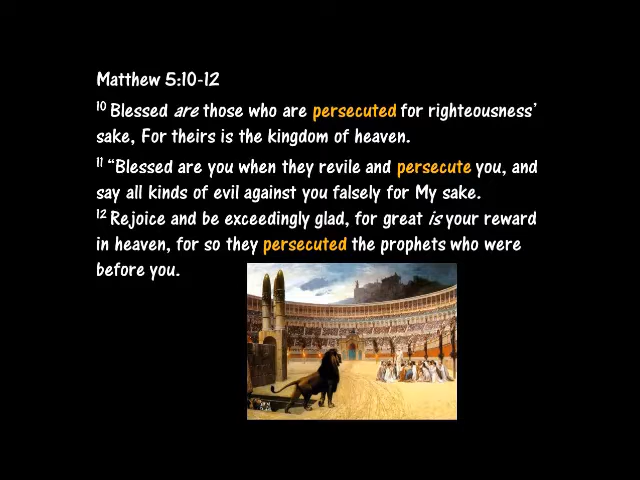 Matthew 5:10-12
10 Blessed are those who are persecuted for righteousness’
sake, For theirs is the kingdom of heaven.
11 “Blessed are you when they revile and persecute you, and
say all kinds of evil against you falsely for My sake.
12 Rejoice and be exceedingly glad, for great is your reward
in heaven, for so they persecuted the prophets who were
before you.